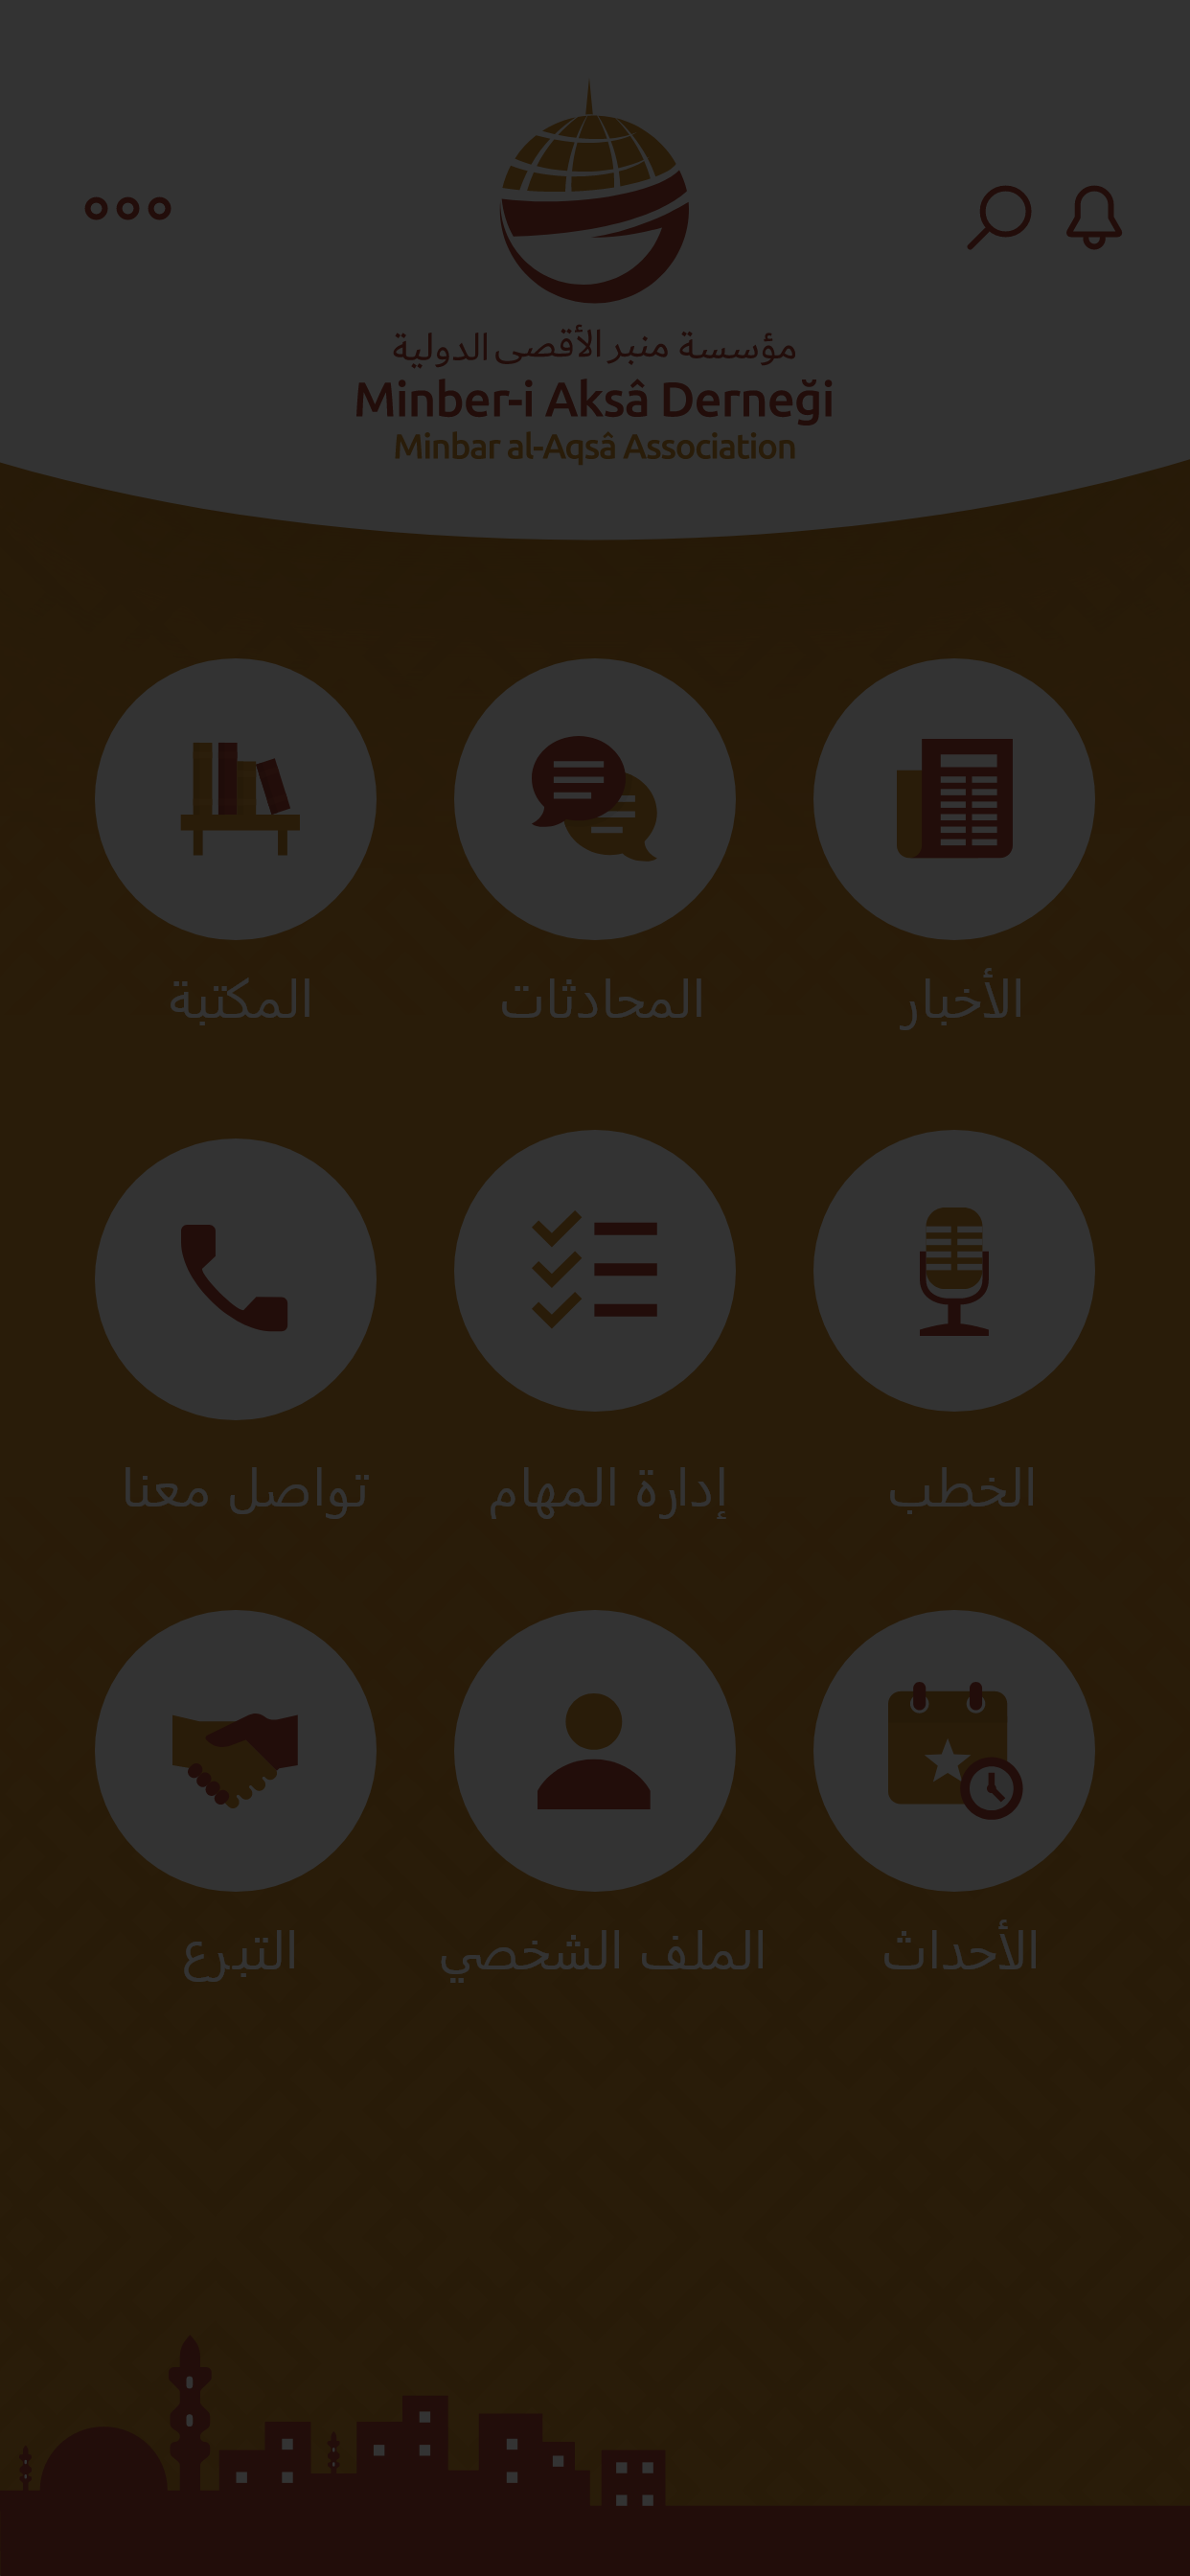 مؤسسة منبر الأقصى الدولية
Minber-i Aksâ Derneği
Minbar al-Aqsâ Association
الأخبار
المحادثات
المكتبة
الخطب
إدارة المهام
تواصل معنا
الأحداث
الملف الشخصي
التبرع